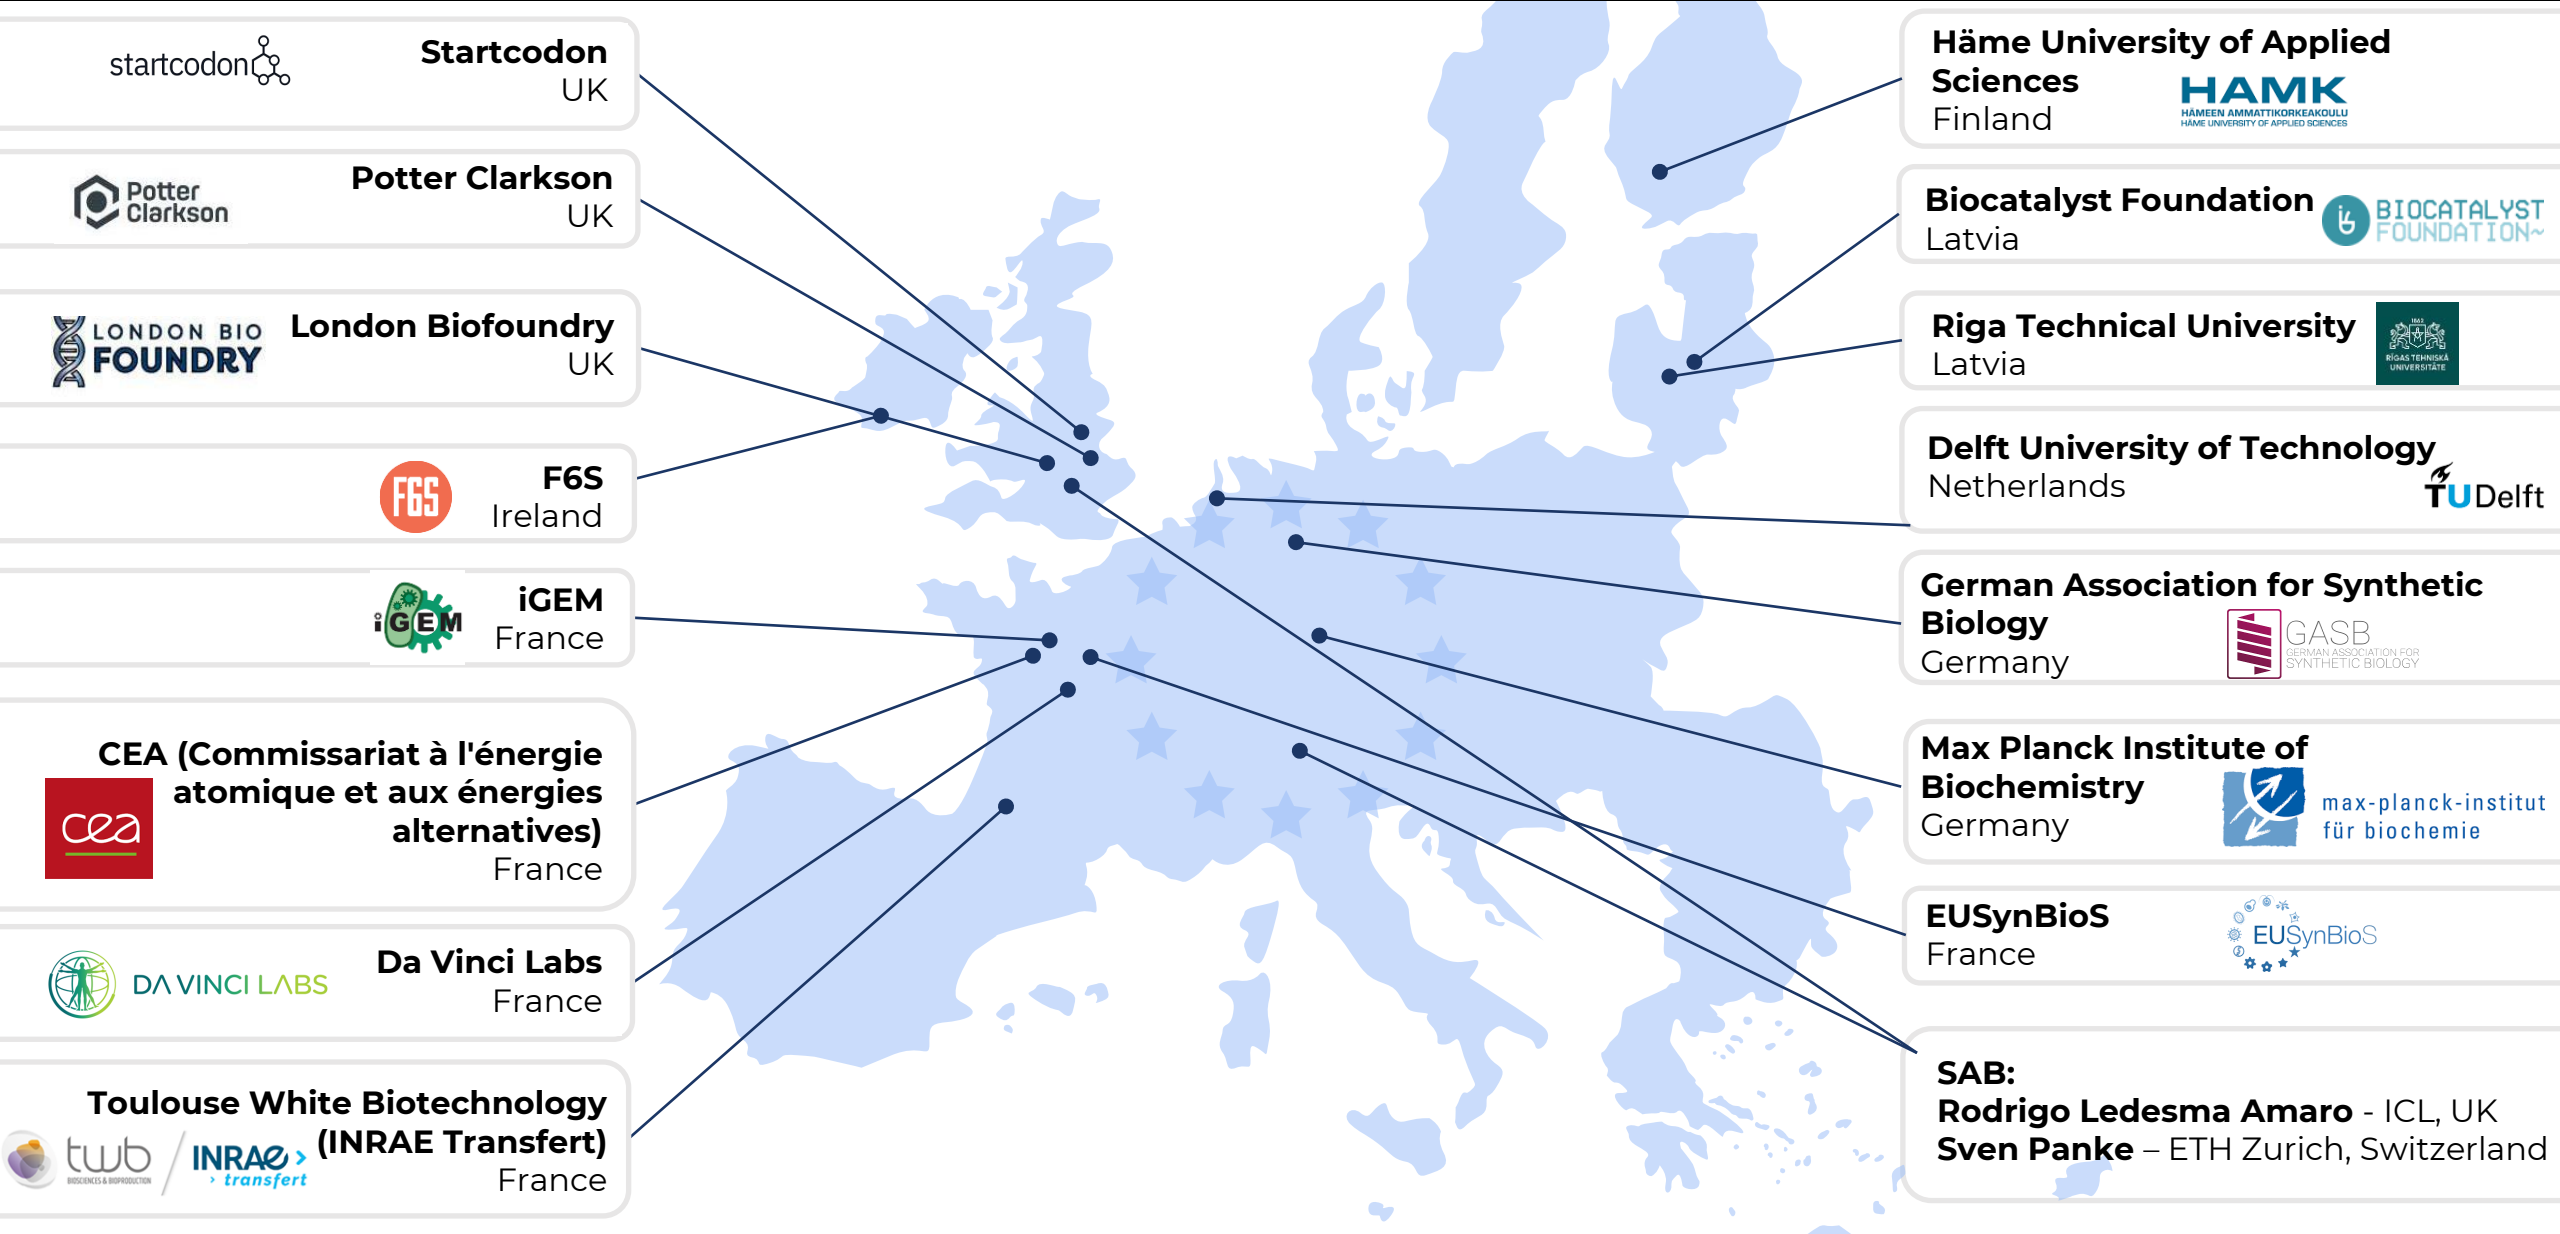 startcodon
Startcodon
UK
Potter
Clarkson
Potter Clarkson
UK
LONDON BIO
FOUNDRY
London Biofoundry
UK
F6S
F6S
Ireland
iGEM
iGEM
France
CEA (Commissariat à l'énergie
atomique et aux énergies
alternatives)
France
cea
DA VINCI LABS
Da Vinci Labs
France
Toulouse White Biotechnology
(INRAE Transfert)
France
twb
BIOSCIENCES & BIOPRODUCTION
INRAE
transfert
Häme University of Applied
Sciences
Finland
HAMK
HÄMEEN AMMATTIKORKEAKOULU
HÄME UNIVERSITY OF APPLIED SCIENCES
Biocatalyst Foundation
Latvia
BIOCATALYST
FOUNDATION~
Riga Technical University
Latvia
1862
RĪGAS TEHNISKĀ
UNIVERSITĀTE
Delft University of Technology
Netherlands
TUDelft
German Association for Synthetic
Biology
Germany
GASB
GERMAN ASSOCIATION FOR
SYNTHETIC BIOLOGY
Max Planck Institute of
Biochemistry
Germany
max-planck-institut
für biochemie
EUSynBioS
France
EUSynBioS
SAB:
Rodrigo Ledesma Amaro - ICL, UK
Sven Panke – ETH Zurich, Switzerland